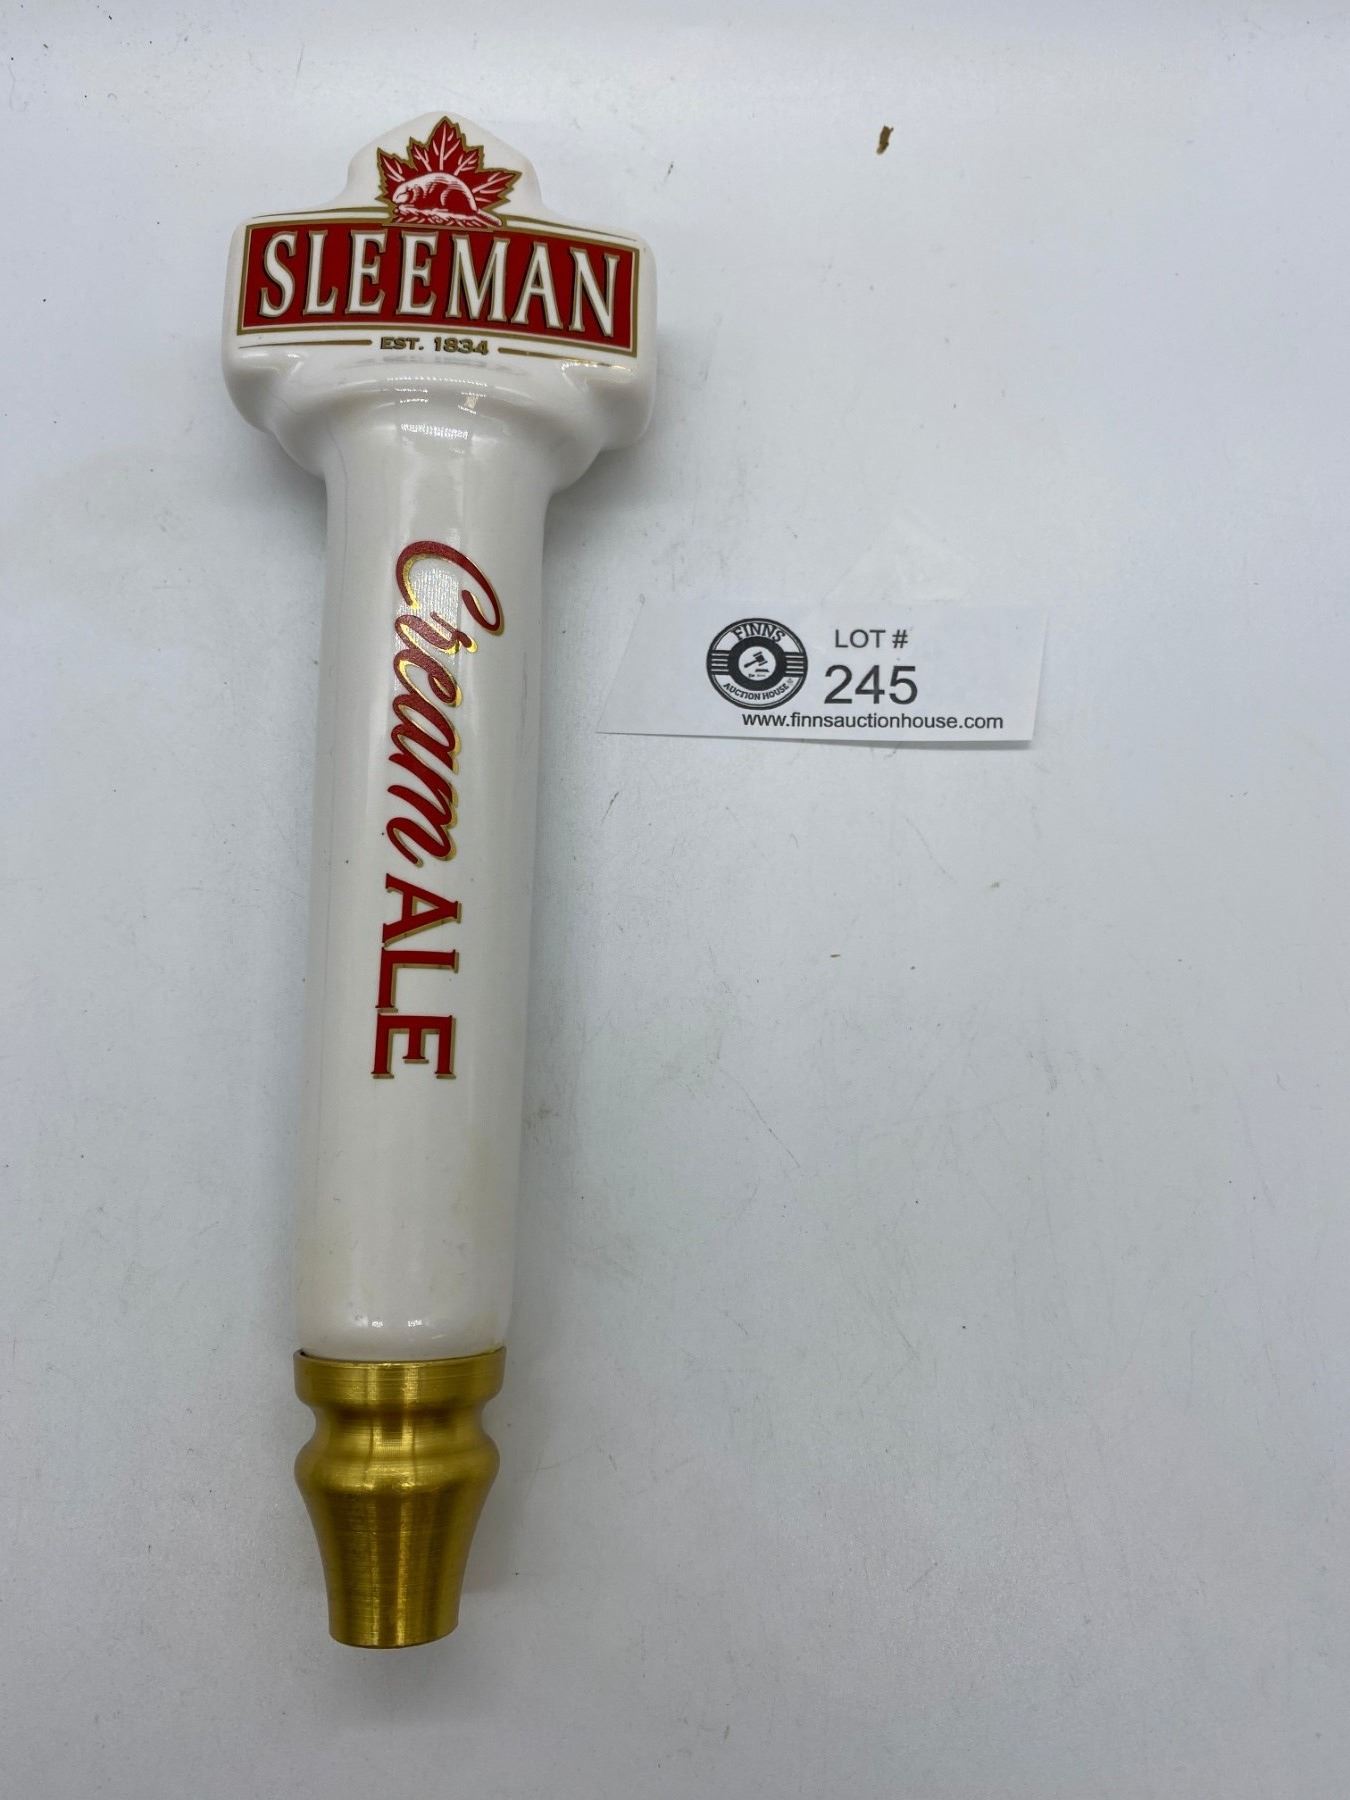 SLEEMAN
EST. 1834
Cream ALE
FINNS
AUCTION HOUSE
LOT #
245
www.finnsauctionhouse.com